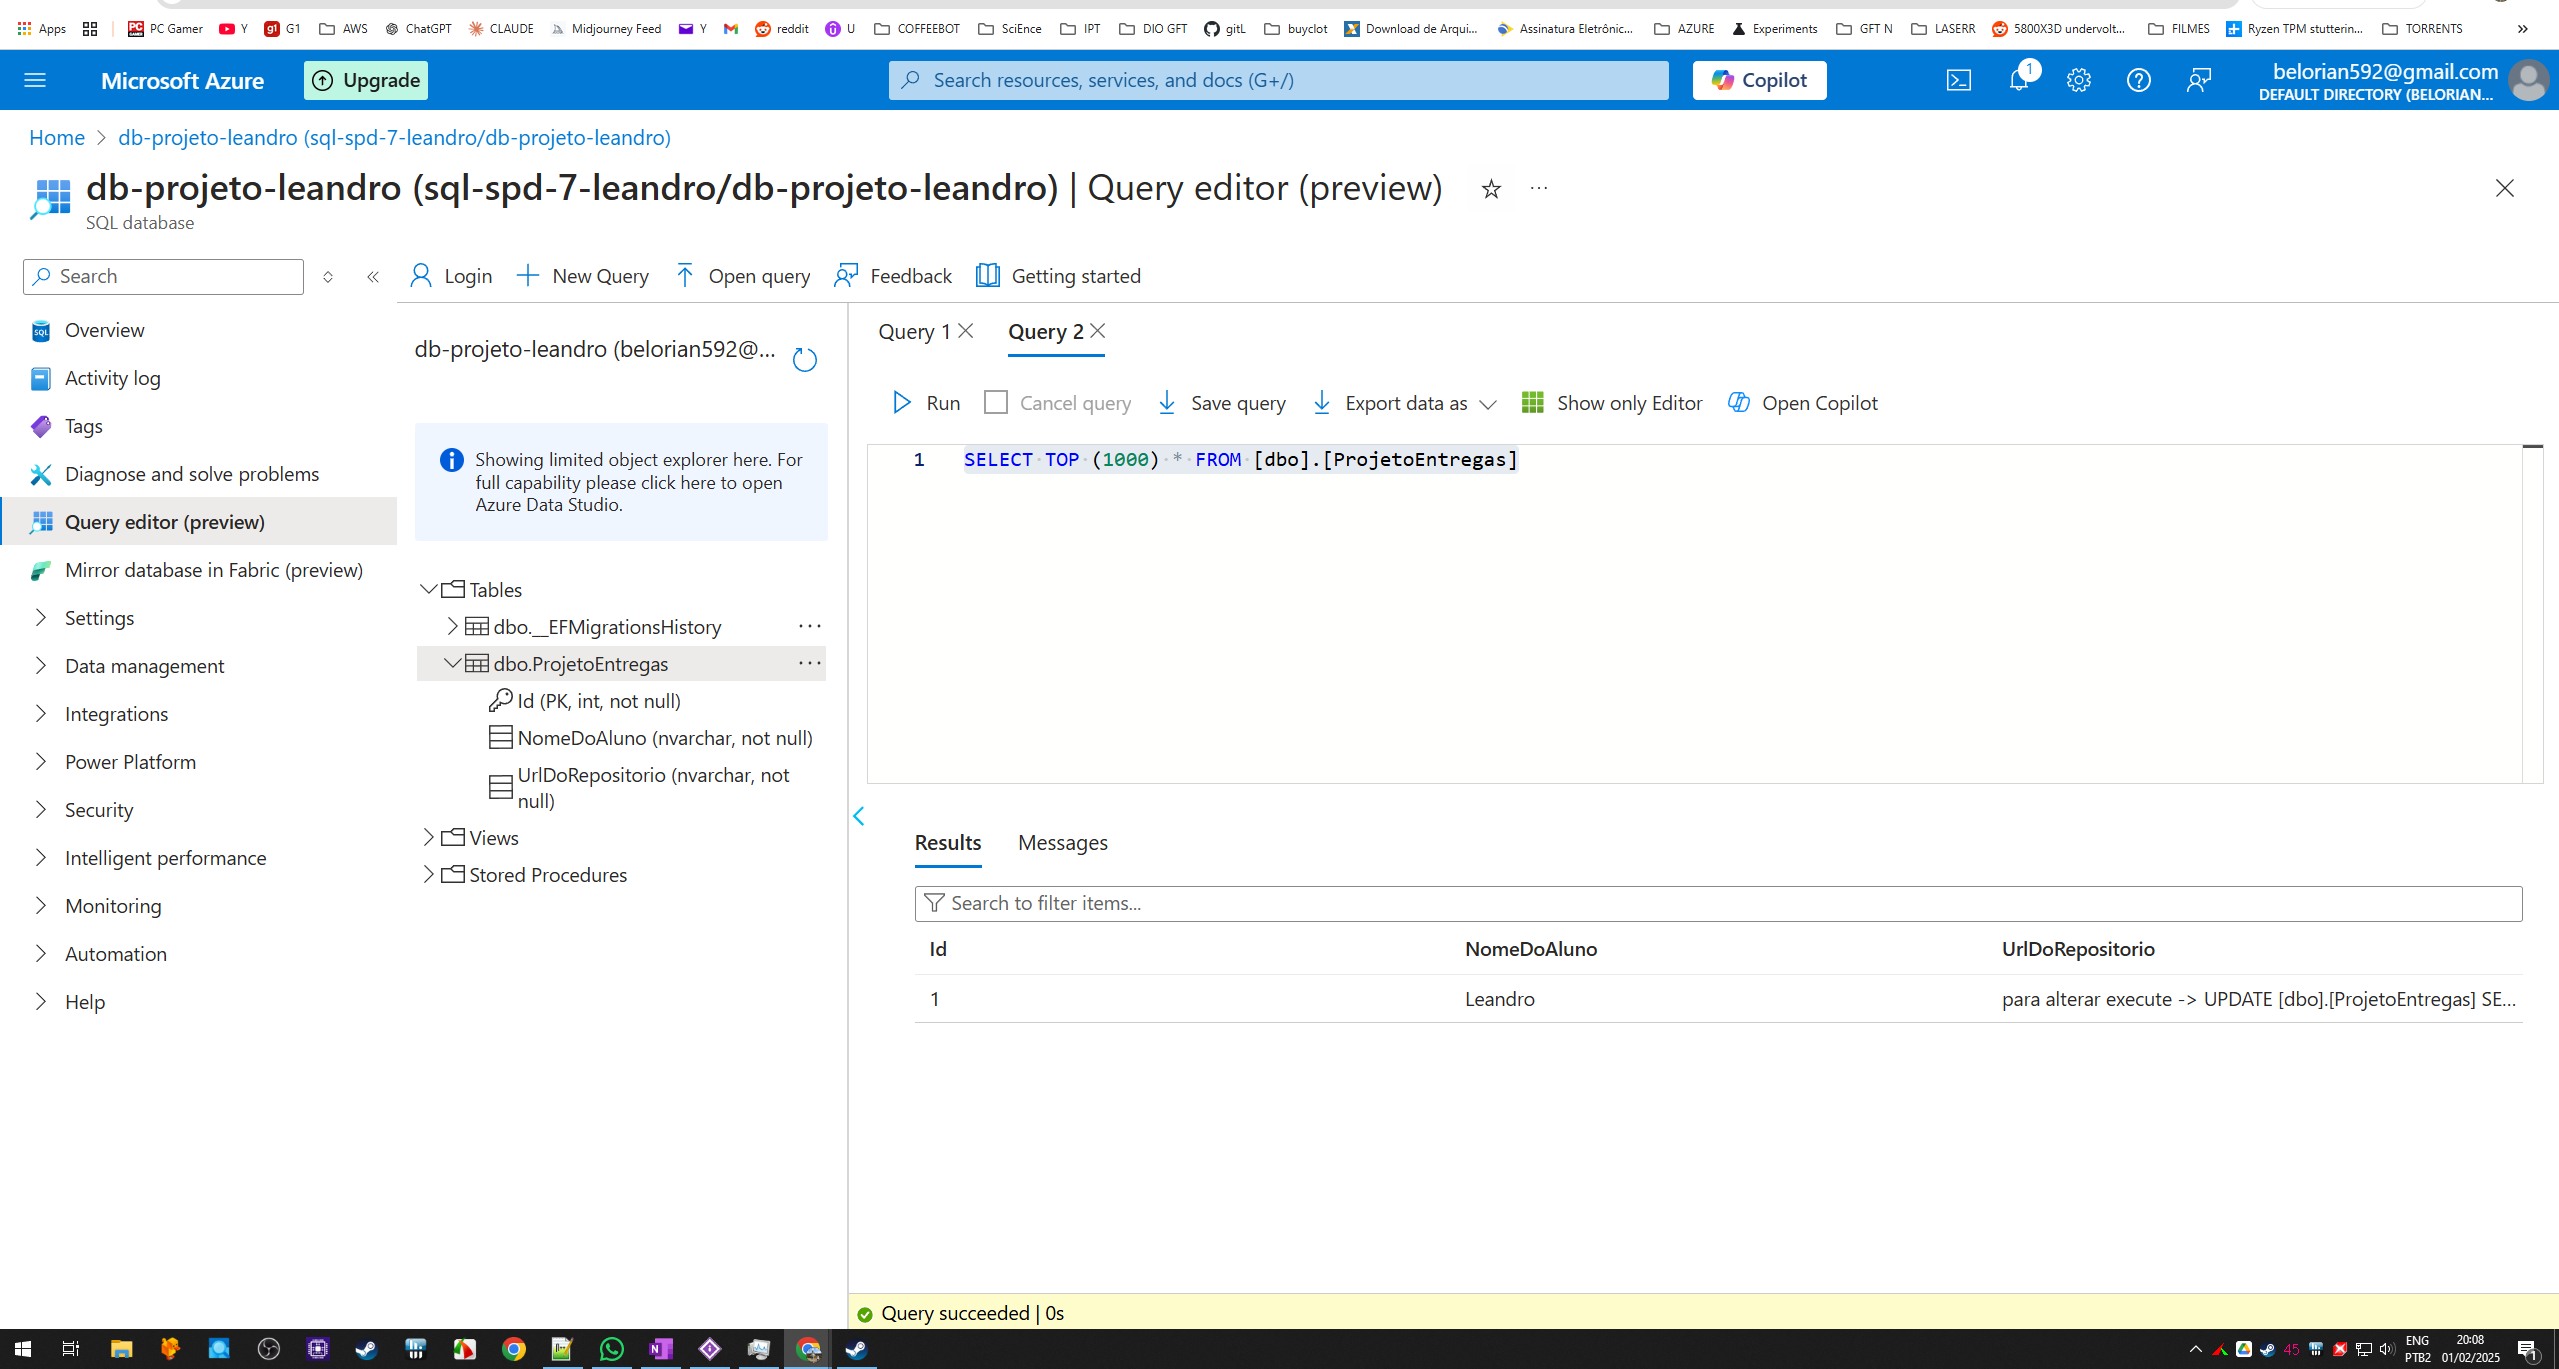 Apps PC Gamer Y G1 AWS ChatGPT CLAUDE Midjourney Feed Y reddit U COFFEEBOT SciEnce IPT DIO GFT gitL buyclot Download de Arqui... Assinatura Eletrônic... AZURE Experiments GFT N LASERR 5800X3D undervolt... FILMES Ryzen TPM stutterin... TORRENTS »
Microsoft Azure Upgrade Search resources, services, and docs (G+/) Copilot 1 belorian592@gmail.com
DEFAULT DIRECTORY (BELORIAN...
Home > db-projeto-leandro (sql-spd-7-leandro/db-projeto-leandro)
db-projeto-leandro (sql-spd-7-leandro/db-projeto-leandro) | Query editor (preview) ...
SQL database
Search
Overview
Activity log
Tags
Diagnose and solve problems
Query editor (preview)
Mirror database in Fabric (preview)
Settings
Data management
Integrations
Power Platform
Security
Intelligent performance
Monitoring
Automation
Help
Login New Query Open query Feedback Getting started
db-projeto-leandro (belorian592@...
Showing limited object explorer here. For
full capability please click here to open
Azure Data Studio.
Tables
dbo.__EFMigrationsHistory ...
dbo.ProjetoEntregas ...
Id (PK, int, not null)
NomeDoAluno (nvarchar, not null)
UrlDoRepositorio (nvarchar, not
null)
Views
Stored Procedures
Query 1 Query 2
Run Cancel query Save query Export data as Show only Editor Open Copilot
1 SELECT TOP (1000) * FROM [dbo].[ProjetoEntregas]
Results Messages
Search to filter items...
Id NomeDoAluno UrlDoRepositorio
1 Leandro para alterar execute -> UPDATE [dbo].[ProjetoEntregas] SE...
Query succeeded | 0s
45 ENG 20:08
PTB2 01/02/2025 1